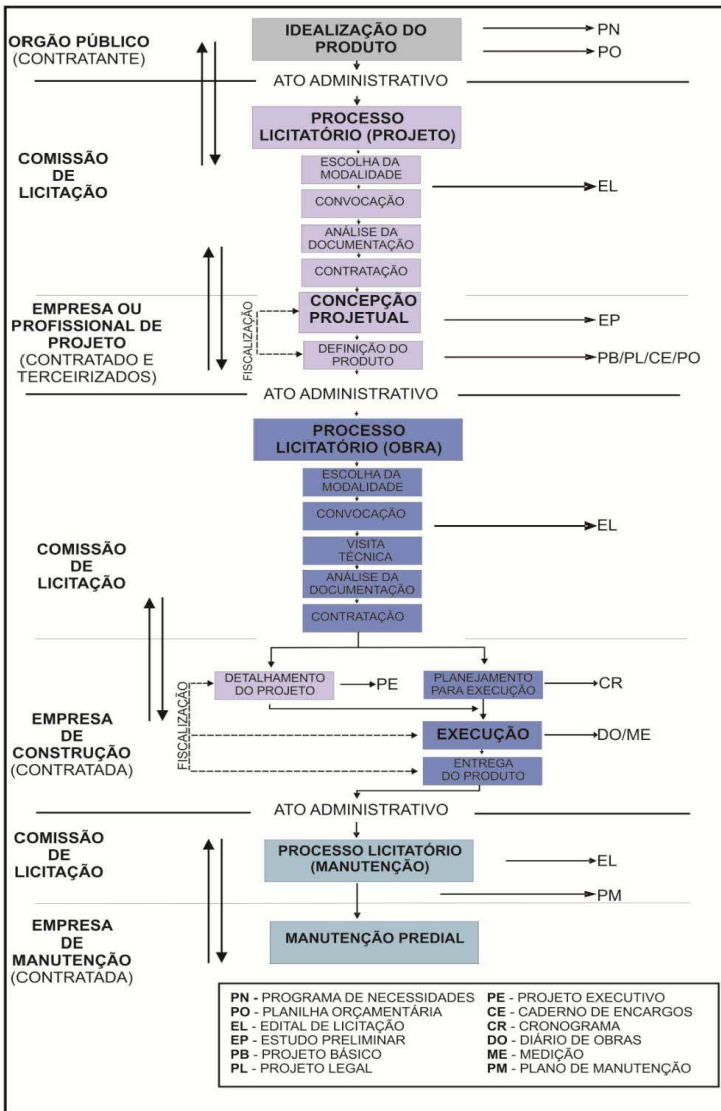 ORGÃO PÚBLICO
(CONTRATANTE)
IDEALIZAÇÃO DO
PRODUTO
PN
PO
ATO ADMINISTRATIVO
COMISSÃO
DE
LICITAÇÃO
PROCESSO
LICITATÓRIO (PROJETO)
ESCOLHA DA
MODALIDADE
CONVOCAÇÃO
ANÁLISE DA
DOCUMENTAÇÃO
CONTRATAÇÃO
EL
EMPRESA OU
PROFISSIONAL DE
PROJETO
(CONTRATADO E
TERCEIRIZADOS)
FISCALIZAÇÃO
CONCEPÇÃO
PROJETUAL
DEFINIÇÃO DO
PRODUTO
EP
PB/PL/CE/PO
ATO ADMINISTRATIVO
PROCESSO
LICITATÓRIO (OBRA)
ESCOLHA DA
MODALIDADE
CONVOCAÇÃO
VISITA
TÉCNICA
ANÁLISE DA
DOCUMENTAÇÃO
CONTRATAÇÃO
EL
COMISSÃO
DE
LICITAÇÃO
EMPRESA
DE
CONSTRUÇÃO
(CONTRATADA)
FISCALIZAÇÃO
DETALHAMENTO
DO PROJETO
PE
PLANEJAMENTO
PARA EXECUÇÃO
CR
EXECUÇÃO
DO/ME
ENTREGA
DO PRODUTO
ATO ADMINISTRATIVO
COMISSÃO
DE
LICITAÇÃO
PROCESSO LICITATÓRIO
(MANUTENÇÃO)
EL
PM
EMPRESA
DE
MANUTENÇÃO
(CONTRATADA)
MANUTENÇÃO PREDIAL
PN - PROGRAMA DE NECESSIDADES
PO - PLANILHA ORÇAMENTÁRIA
EL - EDITAL DE LICITAÇÃO
EP - ESTUDO PRELIMINAR
PB - PROJETO BÁSICO
PL - PROJETO LEGAL
PE - PROJETO EXECUTIVO
CE - CADERNO DE ENCARGOS
CR - CRONOGRAMA
DO - DIÁRIO DE OBRAS
ME - MEDIÇÃO
PM - PLANO DE MANUTENÇÃO